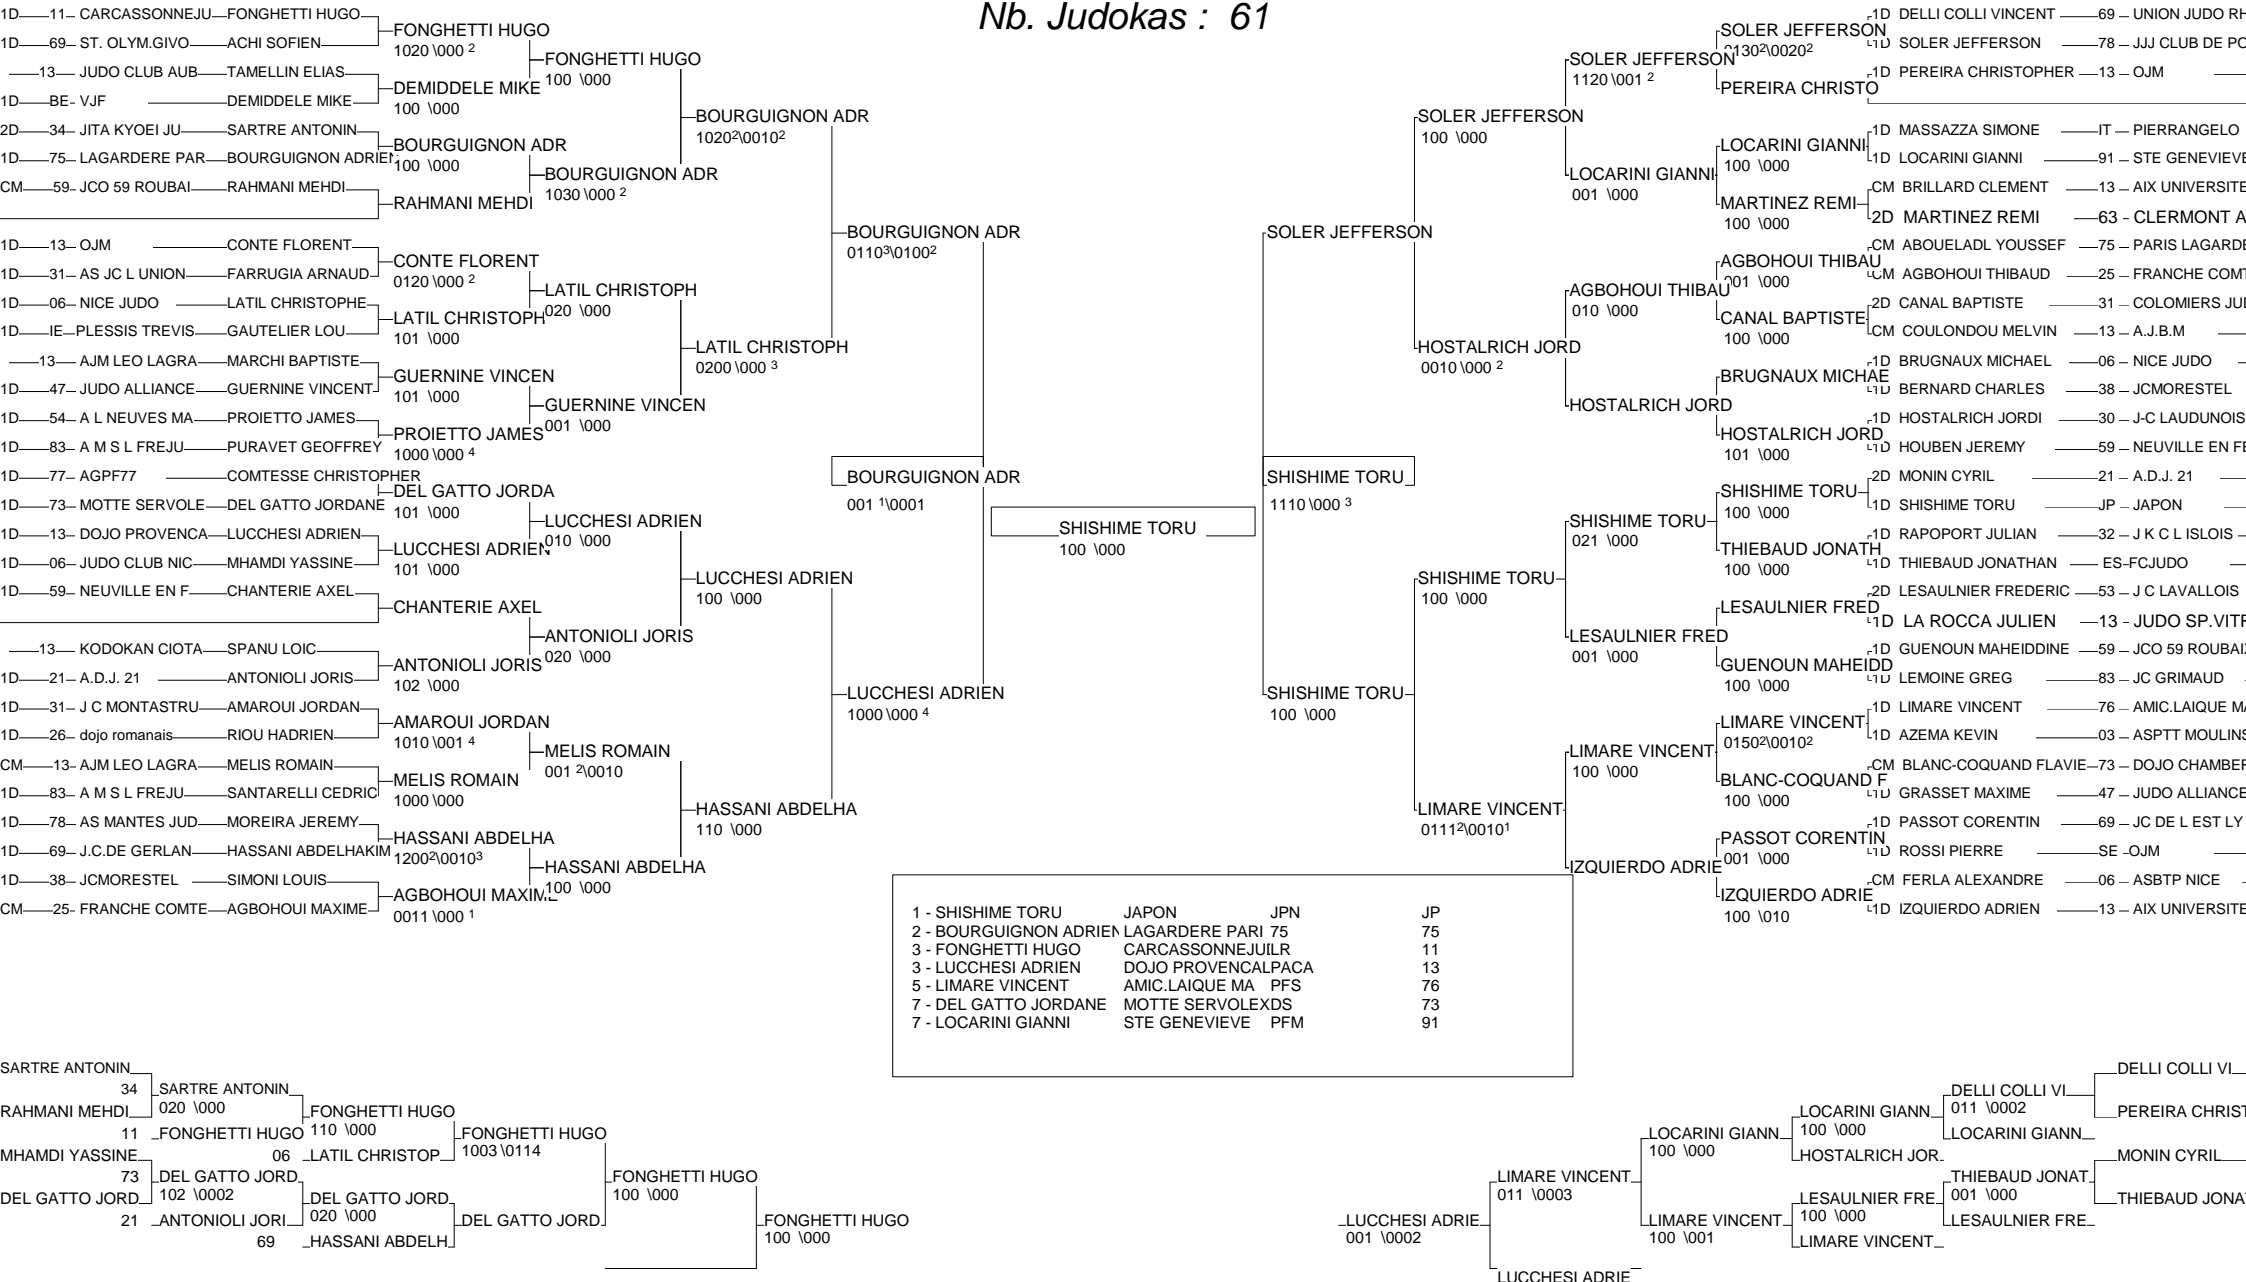 Nb. Judokas : 61
1D 11 CARCASSONNEJU FONGHETTI HUGO
1D 69 ST. OLYM.GIVO ACHI SOFIEN
13 JUDO CLUB AUB TAMELLIN ELIAS
1D BE- VJF DEMIDDELE MIKE
2D 34 JITA KYOEI JU SARTRE ANTONIN
1D 75 LAGARDERE PAR BOURGUIGNON ADRIEN
CM 59 JCO 59 ROUBAI RAHMANI MEHDI
1D 13 OJM CONTE FLORENT
1D 31 AS JC L UNION FARRUGIA ARNAUD
1D 06 NICE JUDO LATIL CHRISTOPHE
1D IE PLESSIS TREVIS GAUTELIER LOU
13 AJM LEO LAGRA MARCHI BAPTISTE
1D 47 JUDO ALLIANCE GUERNINE VINCENT
1D 54 A L NEUVES MA PROIETTO JAMES
1D 83 A M S L FREJU PURAVET GEOFFREY
1D 77 AGPF77 COMTESSE CHRISTOPHER
1D 73 MOTTE SERVOLE DEL GATTO JORDANE
1D 13 DOJO PROVENCA LUCCHESI ADRIEN
1D 06 JUDO CLUB NIC MHAMDI YASSINE
1D 59 NEUVILLE EN F CHANTERIE AXEL
13 KODOKAN CIOTA SPANU LOIC
1D 21 A.D.J. 21 ANTONIOLI JORIS
1D 31 J C MONTASTRU AMAROUI JORDAN
1D 26 dojo romanais RIOU HADRIEN
CM 13 AJM LEO LAGRA MELIS ROMAIN
1D 83 A M S L FREJU SANTARELLI CEDRIC
1D 78 AS MANTES JUD MOREIRA JEREMY
1D 69 J.C.DE GERLAN HASSANI ABDELHAKIM
1D 38 JCMORESTEL SIMONI LOUIS
CM 25 FRANCHE COMTE AGBOHOUI MAXIME
FONGHETTI HUGO
1020 \000 2
DEMIDDELE MIKE
100 \000
BOURGUIGNON ADR
100 \000
RAHMANI MEHDI
CONTE FLORENT
0120 \000 2
LATIL CHRISTOPH
101 \000
GUERNINE VINCEN
101 \000
PROIETTO JAMES
1000 \000 4
DEL GATTO JORDA
101 \000
LUCCHESI ADRIEN
101 \000
CHANTERIE AXEL
ANTONIOLI JORIS
102 \000
AMAROUI JORDAN
1010 \001 4
MELIS ROMAIN
1000 \000
HASSANI ABDELHA
1200 2\0010 3
AGBOHOUI MAXIME
0011 \000 1
FONGHETTI HUGO
100 \000
BOURGUIGNON ADR
1030 \000 2
LATIL CHRISTOPH
020 \000
GUERNINE VINCEN
001 \000
LUCCHESI ADRIEN
010 \000
ANTONIOLI JORIS
020 \000
MELIS ROMAIN
001 2\0010
HASSANI ABDELHA
100 \000
BOURGUIGNON ADR
1020 2\0010 2
LATIL CHRISTOPH
0200 \000 3
LUCCHESI ADRIEN
100 \000
HASSANI ABDELHA
110 \000
BOURGUIGNON ADR
0110 3\0100 2
LUCCHESI ADRIEN
1000 \000 4
BOURGUIGNON ADR
001 1\0001
SHISHIME TORU
100 \000
SHISHIME TORU
1110 \000 3
SOLER JEFFERSON
SHISHIME TORU
100 \000
SOLER JEFFERSON
100 \000
HOSTALRICH JORD
0010 \000 2
SHISHIME TORU
100 \000
LIMARE VINCENT
0111 2\0010 1
SOLER JEFFERSON
1120 \001 2
LOCARINI GIANNI
001 \000
AGBOHOUI THIBAU
010 \000
HOSTALRICH JORD
SHISHIME TORU
021 \000
LESAULNIER FRED
001 \000
LIMARE VINCENT
100 \000
IZQUIERDO ADRIE
SOLER JEFFERSON
0130 2\0020 2
PEREIRA CHRISTO
LOCARINI GIANNI
100 \000
MARTINEZ REMI
100 \000
AGBOHOUI THIBAU
001 \000
CANAL BAPTISTE
100 \000
BRUGNAUX MICHAE
HOSTALRICH JORD
101 \000
SHISHIME TORU
100 \000
THIEBAUD JONATH
100 \000
LESAULNIER FRED
GUENOUN MAHEIDD
100 \000
LIMARE VINCENT
0150 2\0010 2
BLANC-COQUAND F
100 \000
PASSOT CORENTIN
001 \000
IZQUIERDO ADRIE
100 \010
1D DELLI COLLI VINCENT 69 UNION JUDO RH
1D SOLER JEFFERSON 78 JJJ CLUB DE PO
1D PEREIRA CHRISTOPHER 13 OJM
1D MASSAZZA SIMONE IT PIERRANGELO
1D LOCARINI GIANNI 91 STE GENEVIEVE
CM BRILLARD CLEMENT 13 AIX UNIVERSITE
2D MARTINEZ REMI 63 CLERMONT A
CM ABOUELADL YOUSSEF 75 PARIS LAGARDE
CM AGBOHOUI THIBAUD 25 FRANCHE COMT
2D CANAL BAPTISTE 31 COLOMIERS JU
CM COULONDOU MELVIN 13 A.J.B.M
1D BRUGNAUX MICHAEL 06 NICE JUDO
1D BERNARD CHARLES 38 JCMORESTEL
1D HOSTALRICH JORDI 30 J-C LAUDUNOIS
1D HOUBEN JEREMY 59 NEUVILLE EN FE
2D MONIN CYRIL 21 A.D.J. 21
1D SHISHIME TORU JP JAPON
1D RAPOPORT JULIAN 32 J K C L ISLOIS
1D THIEBAUD JONATHAN ES-FCJUDO
2D LESAULNIER FREDERIC 53 J C LAVALLOIS
1D LA ROCCA JULIEN 13 JUDO SP.VIT
1D GUENOUN MAHEIDDINE 59 JCO 59 ROUBAIX
1D LEMOINE GREG 83 JC GRIMAUD
1D LIMARE VINCENT 76 AMIC.LAIQUE MA
1D AZEMA KEVIN 03 ASPTT MOULINS
CM BLANC-COQUAND FLAVIE 73 DOJO CHAMBER
1D GRASSET MAXIME 47 JUDO ALLIANCE
1D PASSOT CORENTIN 69 JC DE L EST LY
1D ROSSI PIERRE SE -OJM
CM FERLA ALEXANDRE 06 ASBTP NICE
1D IZQUIERDO ADRIEN 13 AIX UNIVERSITE
1 - SHISHIME TORU JAPON JPN JP
2 - BOURGUIGNON ADRIEN LAGARDERE PARI 75 75
3 - FONGHETTI HUGO CARCASSONNEJUILR 11
3 - LUCCHESI ADRIEN DOJO PROVENCALPACA 13
5 - LIMARE VINCENT AMIC.LAIQUE MA PFS 76
7 - DEL GATTO JORDANE MOTTE SERVOLEXDS 73
7 - LOCARINI GIANNI STE GENEVIEVE PFM 91
SARTRE ANTONIN
34
RAHMANI MEHDI
11
MHAMDI YASSINE
73
DEL GATTO JORD
21
SARTRE ANTONIN
020 \000
FONGHETTI HUGO
06
DEL GATTO JORD
102 \0002
ANTONIOLI JORI
69
FONGHETTI HUGO
110 \000
LATIL CHRISTOP
DEL GATTO JORD
020 \000
HASSANI ABDELH
FONGHETTI HUGO
1003 \0114
DEL GATTO JORD
FONGHETTI HUGO
100 \000
FONGHETTI HUGO
100 \000
LUCCHESI ADRIE
001 \0002
LIMARE VINCENT
011 \0003
LUCCHESI ADRIE
LOCARINI GIANN
100 \000
LIMARE VINCENT
100 \001
LOCARINI GIANN
100 \000
HOSTALRICH JOR
LESAULNIER FRE
100 \000
LIMARE VINCENT
DELLI COLLI VI
011 \0002
LOCARINI GIANN
THIEBAUD JONAT
001 \000
LESAULNIER FRE
DELLI COLLI VI
PEREIRA CHRIST
MONIN CYRIL
THIEBAUD JONA